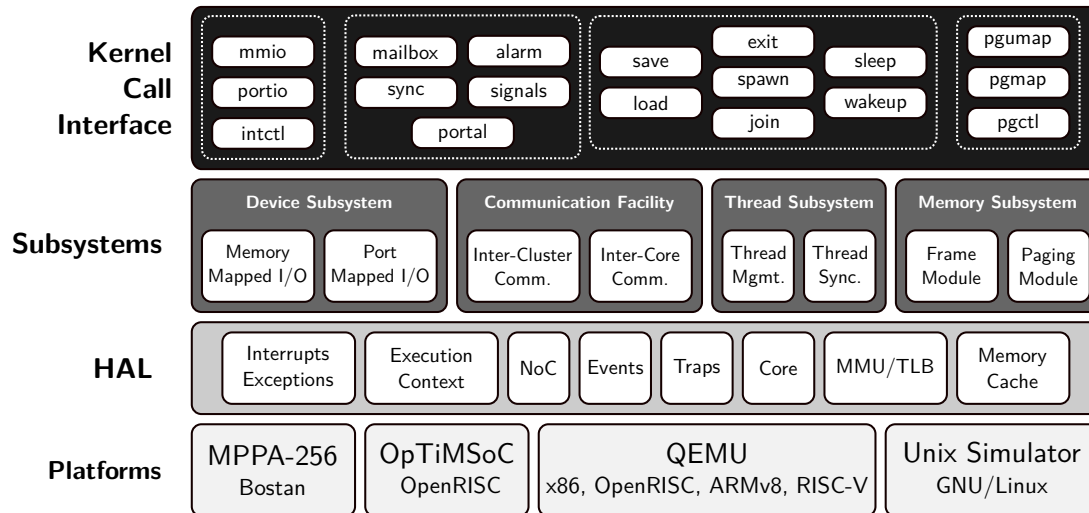 Kernel
Call
Interface
mmio
portio
intctl
mailbox
alarm
sync
signals
portal
save
load
exit
spawn
join
sleep
wakeup
pgumap
pgmap
pgctl
Subsystems
Device Subsystem
Memory
Mapped I/O
Port
Mapped I/O
Communication Facility
Inter-Cluster
Comm.
Inter-Core
Comm.
Thread Subsystem
Thread
Mgmt.
Thread
Sync.
Memory Subsystem
Frame
Module
Paging
Module
HAL
Interrupts
Exceptions
Execution
Context
NoC
Events
Traps
Core
MMU/TLB
Memory
Cache
Platforms
MPPA-256
Bostan
OpTiMSoC
OpenRISC
QEMU
x86, OpenRISC, ARMv8, RISC-V
Unix Simulator
GNU/Linux